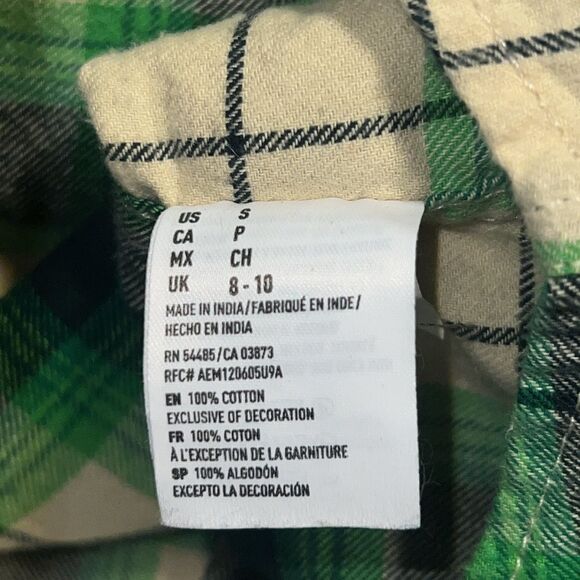 US S
CA P
MX CH
UK 8 - 10
MADE IN INDIA/FABRIQUÉ EN INDE/
HECHO EN INDIA
RN 54485/CA 03873
RFC# AEM120605U9A
EN 100% COTTON
EXCLUSIVE OF DECORATION
FR 100% COTON
À L'EXCEPTION DE LA GARNITURE
SP 100% ALGODÓN
EXCEPTO LA DECORACIÓN